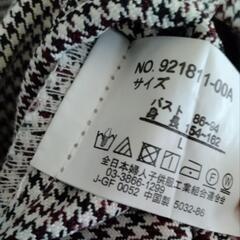 NO. 921811-00A
サイズ
バスト 86-94
身長 154-162
L
全日本婦人子供服工業組合連合会
03-3866-1299
J-GF 0052 中国製 5032-86